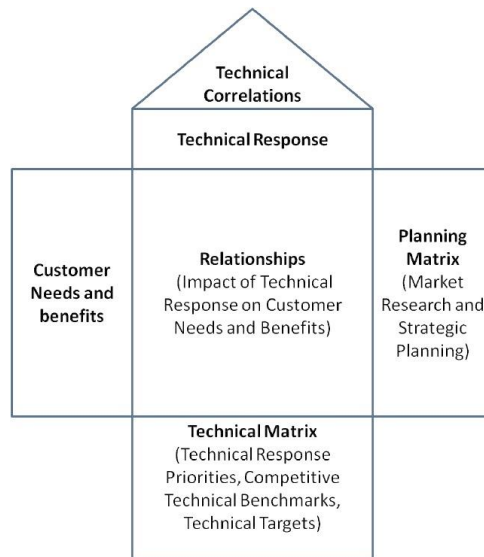 Technical
Correlations
Technical Response
Customer
Needs and
benefits
Relationships
(Impact of Technical
Response on Customer
Needs and Benefits)
Planning
Matrix
(Market
Research and
Strategic
Planning)
Technical Matrix
(Technical Response
Priorities, Competitive
Technical Benchmarks,
Technical Targets)